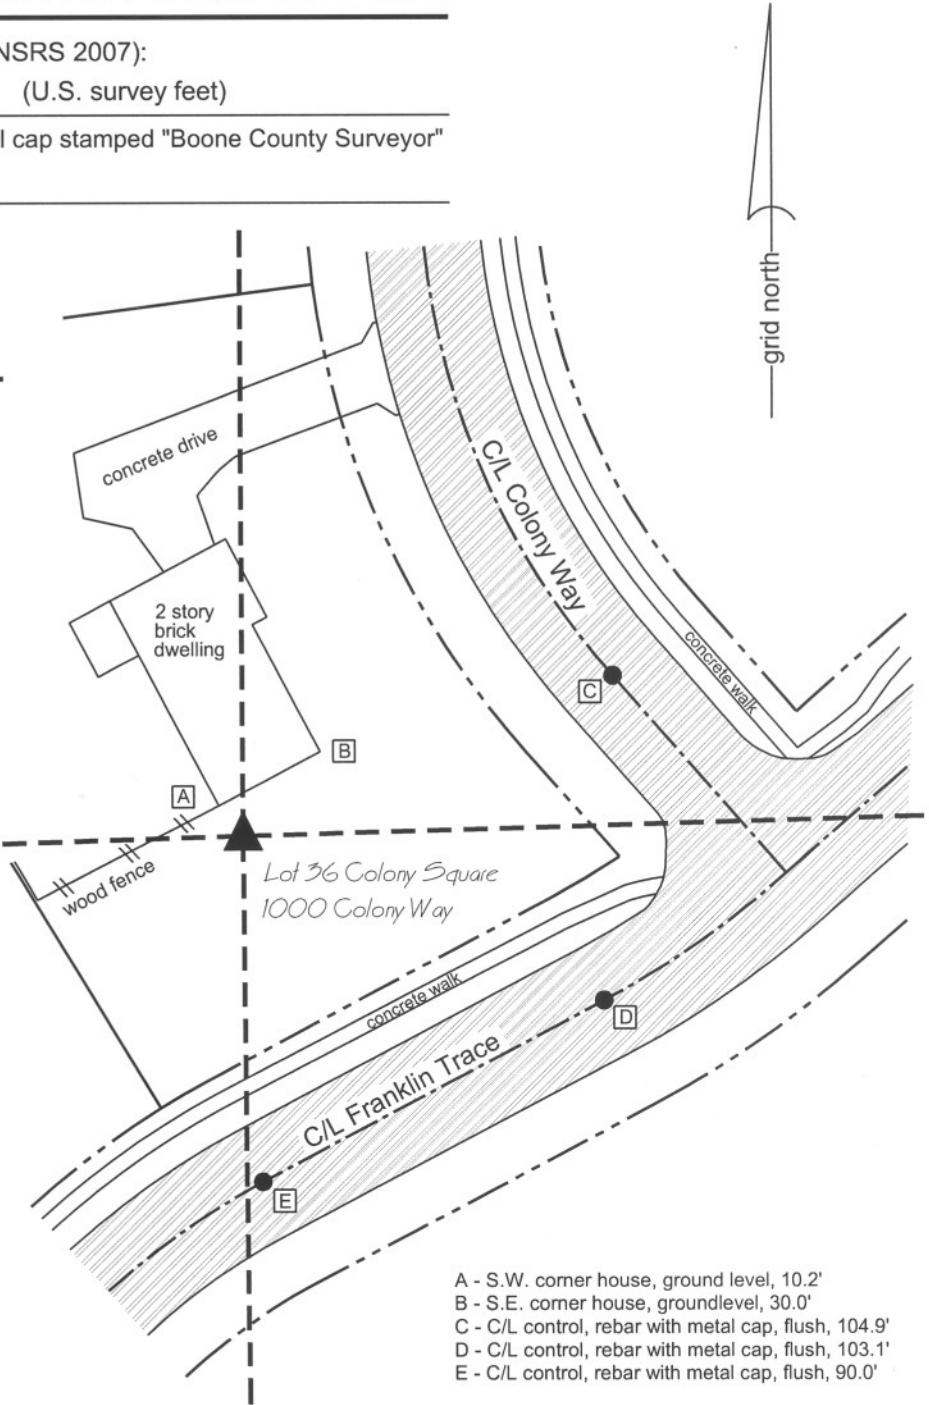 NSRS 2007):
(U.S. survey feet)
l cap stamped "Boone County Surveyor"
grid north
concrete drive
C/L Colony Way
2 story
brick
dwelling
concrete walk
C
B
A
wood fence
Lot 36 Colony Square
1000 Colony Way
concrete walk
D
C/L Franklin Trace
E
A - S.W. corner house, ground level, 10.2'
B - S.E. corner house, groundlevel, 30.0'
C - C/L control, rebar with metal cap, flush, 104.9'
D - C/L control, rebar with metal cap, flush, 103.1'
E - C/L control, rebar with metal cap, flush, 90.0'